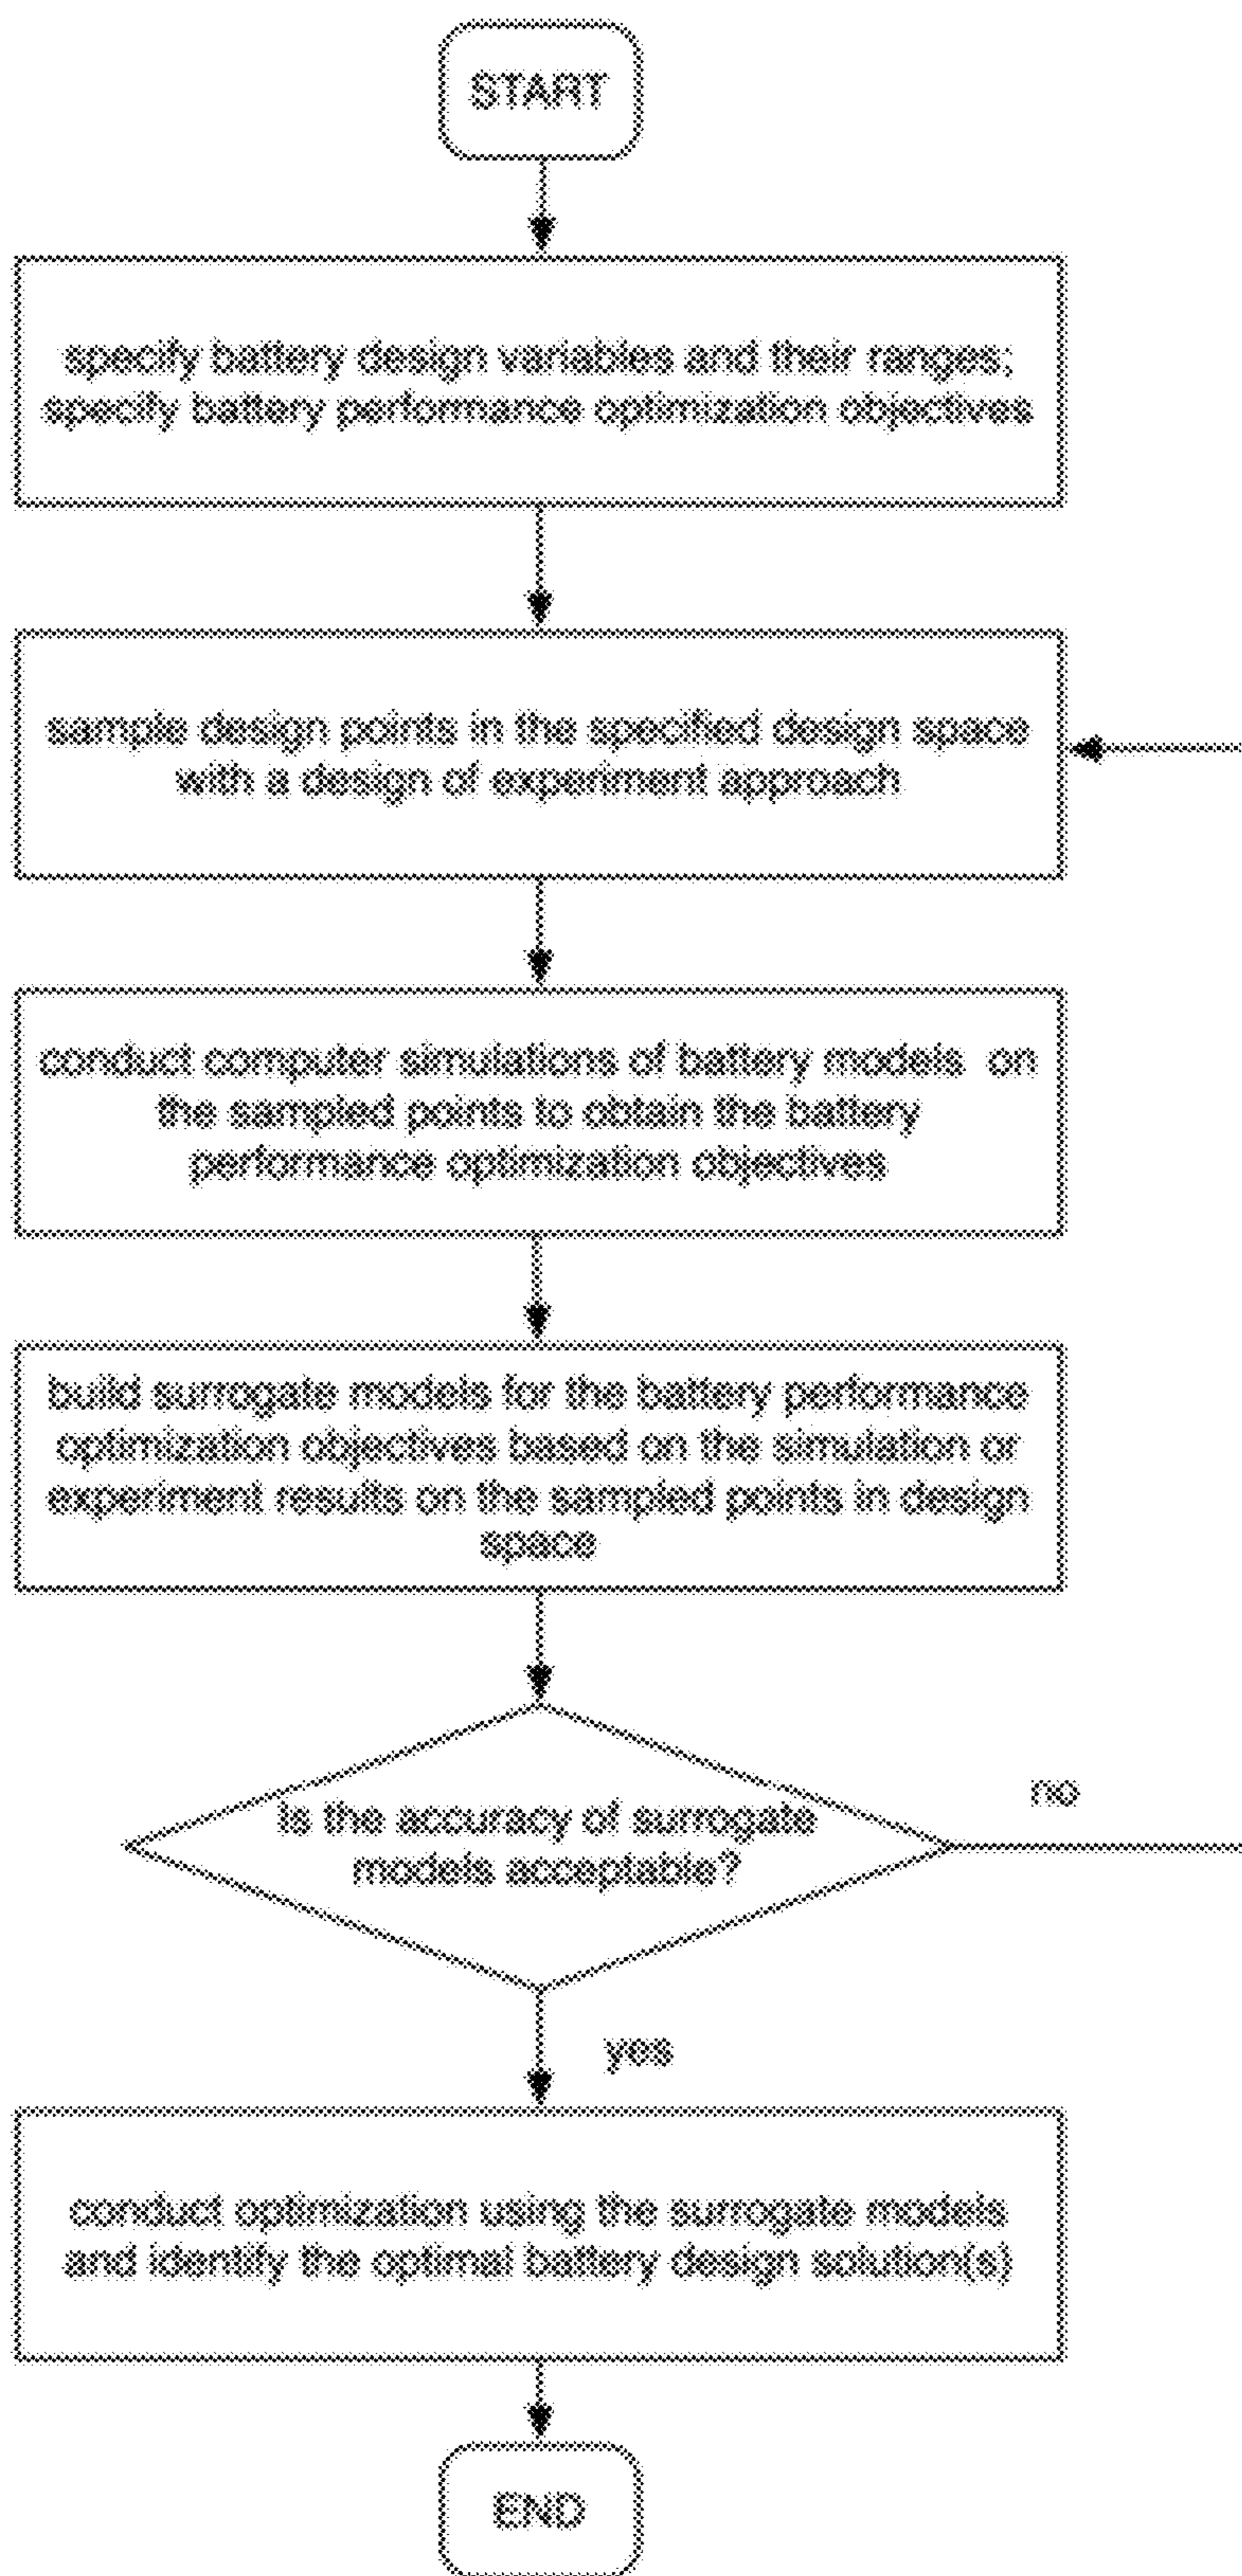 START
specify battery design variables and their ranges;
specify battery performance optimization objectives
sample design points in the specified design space
with a design of experiment approach
conduct computer simulations of battery models on
the sampled points to obtain the battery
performance optimization objectives
build surrogate models for the battery performance
optimization objectives based on the simulation or
experiment results on the sampled points in design
space
no
is the accuracy of surrogate
models acceptable?
yes
conduct optimization using the surrogate models
and identify the optimal battery design solution(s)
END